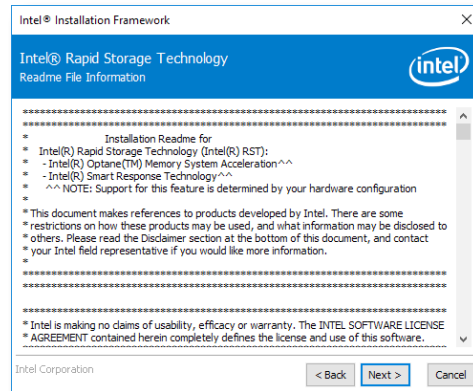 Intel® Installation Framework
Intel® Rapid Storage Technology
Readme File Information
intel
********************************************************************************
********************************************************************************
* Installation Readme for
* Intel(R) Rapid Storage Technology (Intel(R) RST):
* - Intel(R) Optane(TM) Memory System Acceleration^^
* - Intel(R) Smart Response Technology^^
* ^^ NOTE: Support for this feature is determined by your hardware configuration
*
* This document makes references to products developed by Intel. There are some
* restrictions on how these products may be used, and what information may be disclosed to
* others. Please read the Disclaimer section at the bottom of this document, and contact
* your Intel field representative if you would like more information.
*
********************************************************************************
********************************************************************************
********************************************************************************
* Intel is making no claims of usability, efficacy or warranty. The INTEL SOFTWARE LICENSE
* AGREEMENT contained herein completely defines the license and use of this software.
********************************************************************************
Intel Corporation
< Back
Next >
Cancel